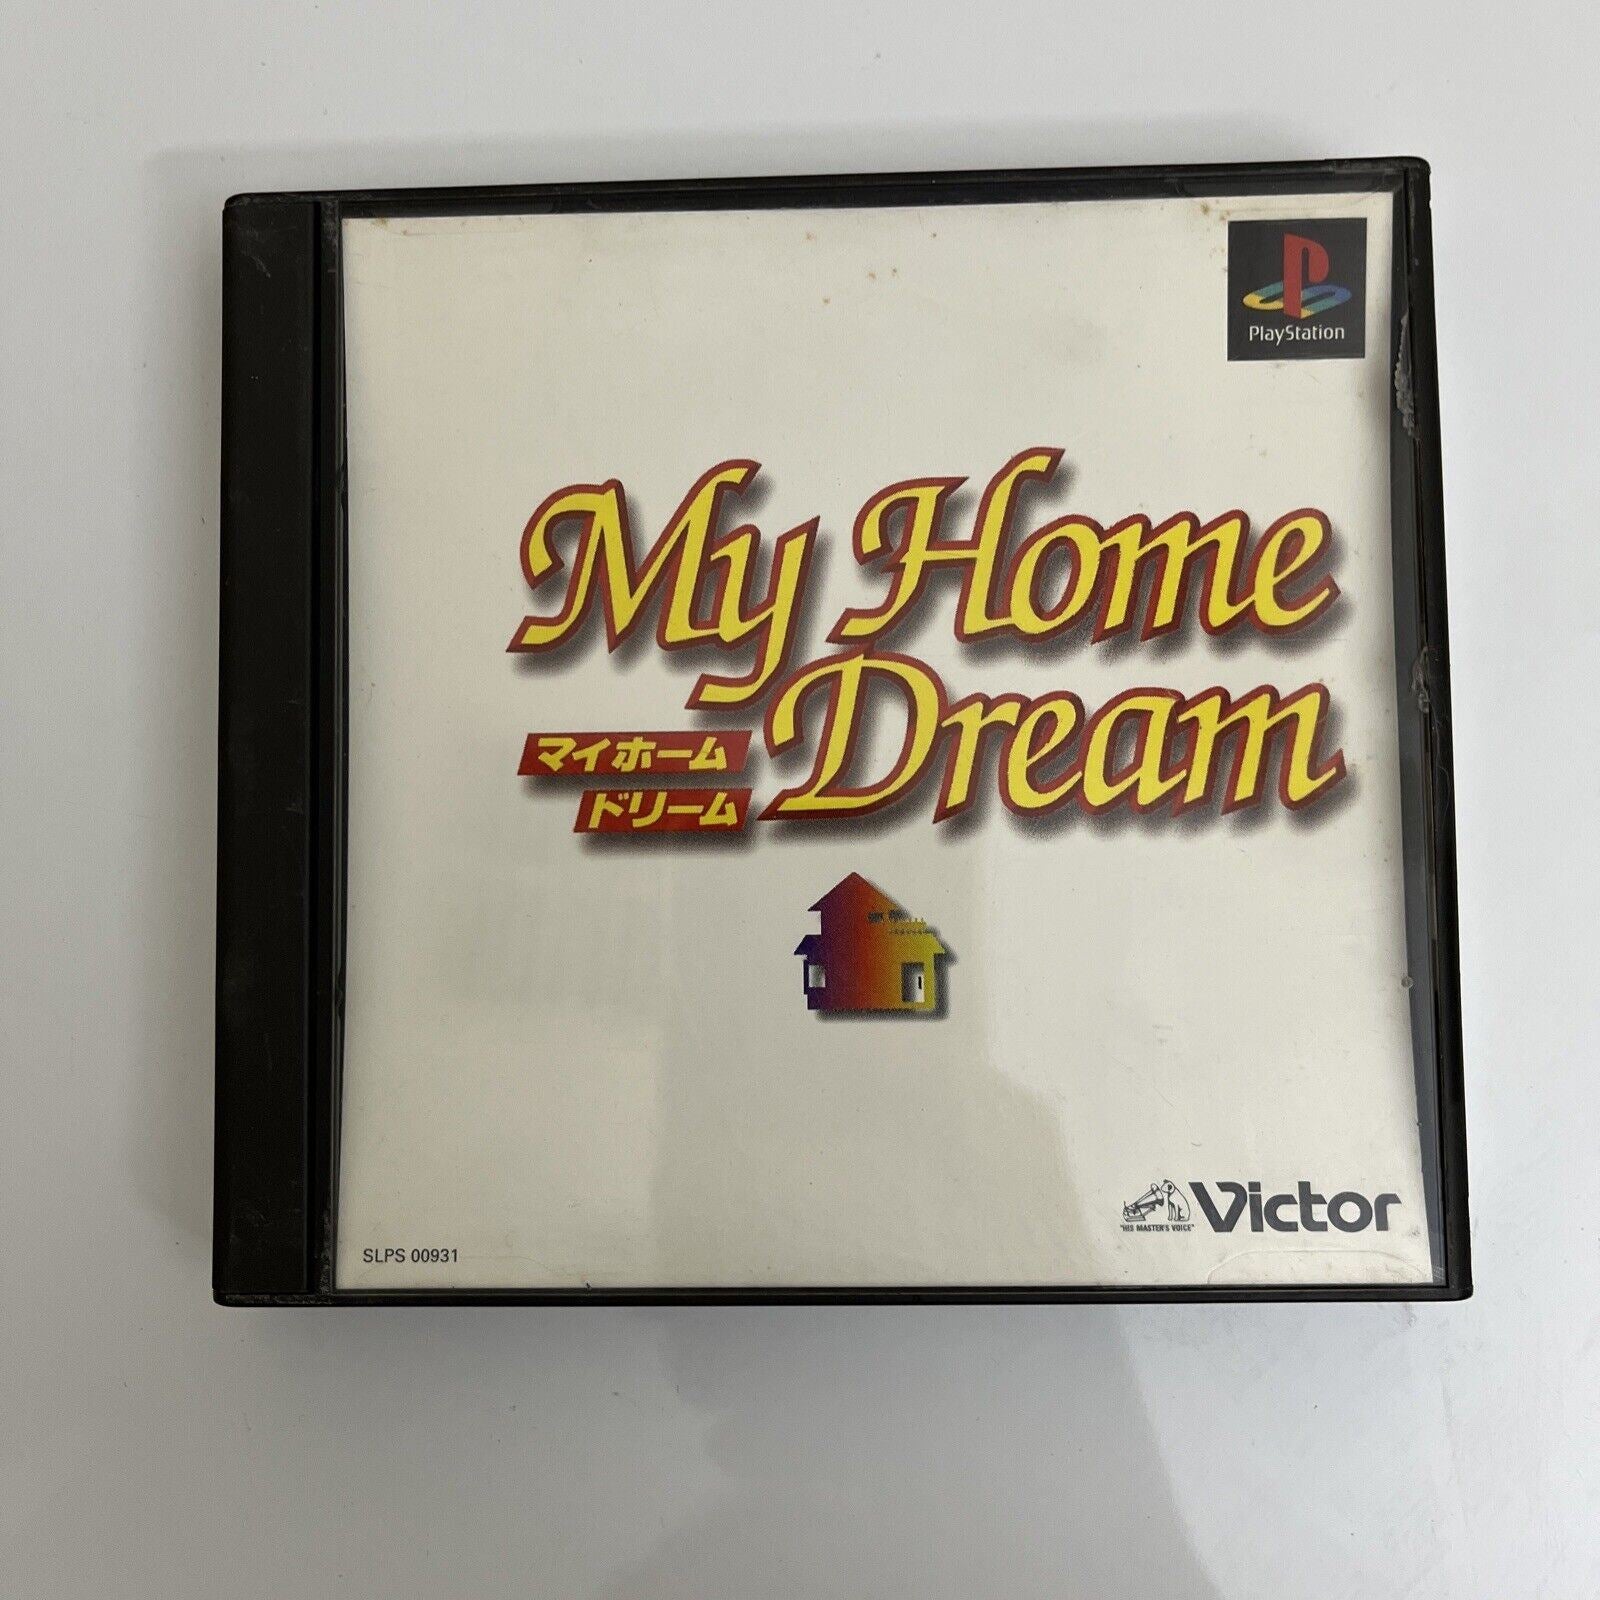 PlayStation
My Home
Dream
マイホーム
ドリーム
"HIS MASTER'S VOICE"
Victor
SLPS 00931